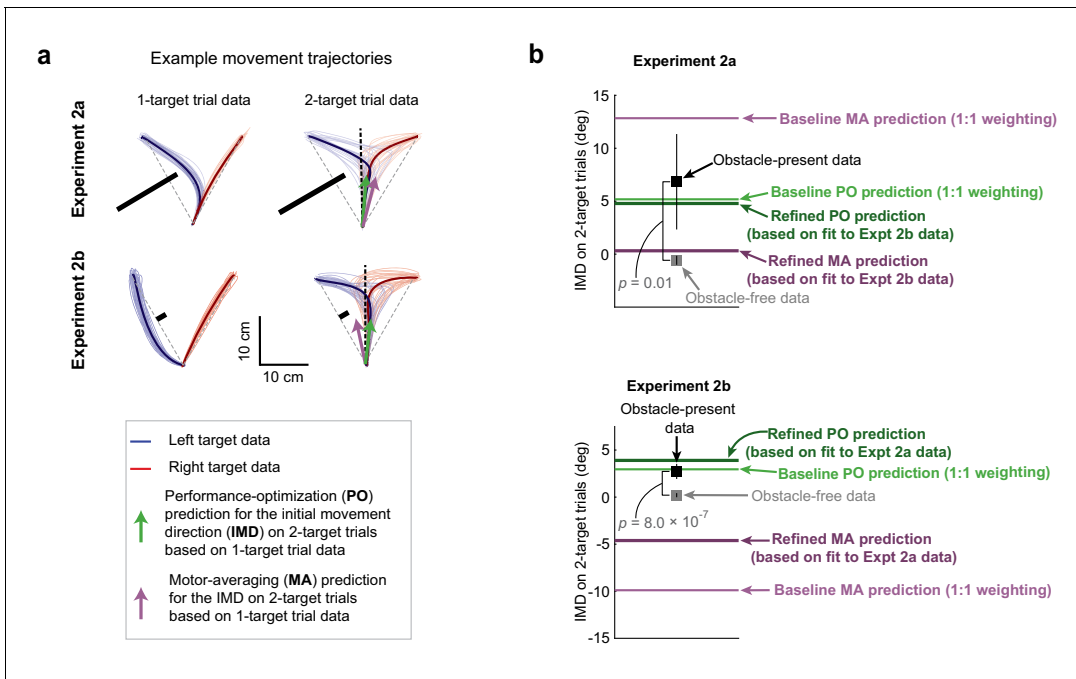 a
Example movement trajectories
1-target trial data
2-target trial data
Experiment 2a
Experiment 2b
10 cm
10 cm
Left target data
Right target data
Performance-optimization (PO)
prediction for the initial movement
direction (IMD) on 2-target trials
based on 1-target trial data
Motor-averaging (MA) prediction
for the IMD on 2-target trials
based on 1-target trial data
b
Experiment 2a
IMD on 2-target trials (deg)
15
10
5
0
Baseline MA prediction (1:1 weighting)
Obstacle-present data
Baseline PO prediction (1:1 weighting)
Refined PO prediction
(based on fit to Expt 2b data)
Refined MA prediction
(based on fit to Expt 2b data)
p = 0.01
Obstacle-free data
Experiment 2b
Obstacle-present
data
IMD on 2-target trials (deg)
5
0
-5
-10
-15
Refined PO prediction
(based on fit to Expt 2a data)
Baseline PO prediction (1:1 weighting)
Obstacle-free data
p = 8.0 × 10⁻⁷
Refined MA prediction
(based on fit to Expt 2a data)
Baseline MA prediction (1:1 weighting)